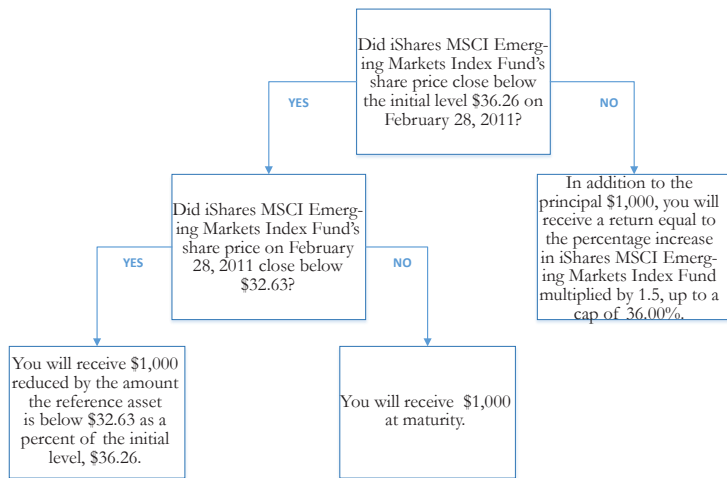 Did iShares MSCI Emerg-
ing Markets Index Fund's
share price close below
the initial level $36.26 on
February 28, 2011?
YES
NO
Did iShares MSCI Emerg-
ing Markets Index Fund's
share price on February
28, 2011 close below
$32.63?
In addition to the
principal $1,000, you will
receive a return equal to
the percentage increase
in iShares MSCI Emerg-
ing Markets Index Fund
multiplied by 1.5, up to a
cap of 36.00%.
YES
NO
You will receive $1,000
reduced by the amount
the reference asset
is below $32.63 as a
percent of the initial
level, $36.26.
You will receive $1,000
at maturity.